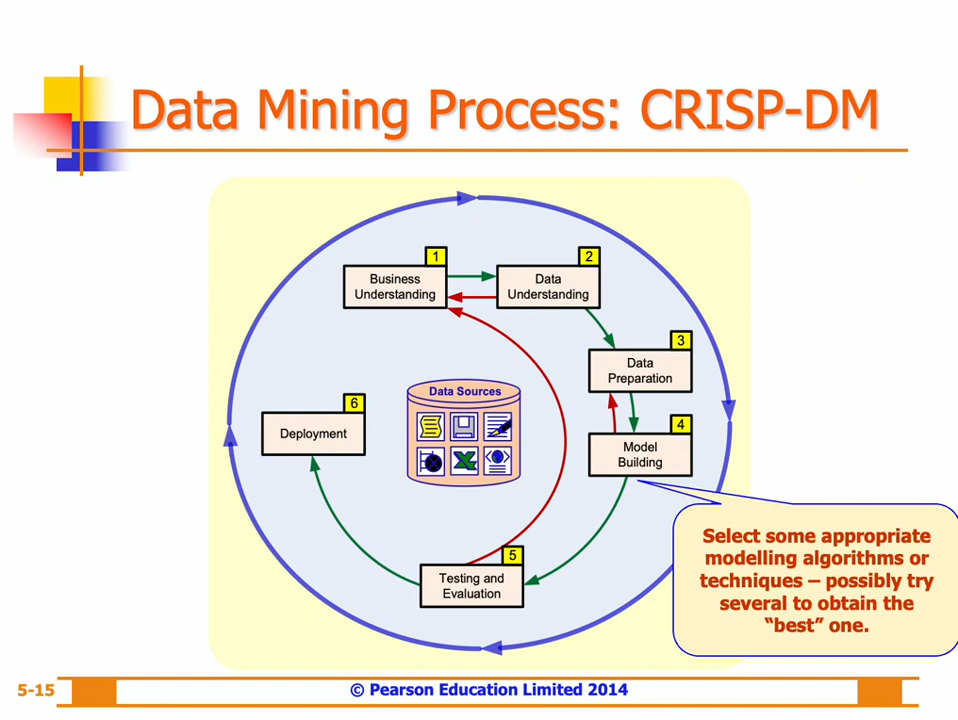 Data Mining Process: CRISP-DM
1
Business
Understanding
2
Data
Understanding
3
Data
Preparation
4
Model
Building
Data Sources
6
Deployment
5
Testing and
Evaluation
Select some appropriate
modelling algorithms or
techniques – possibly try
several to obtain the
“best” one.
5-15
© Pearson Education Limited 2014